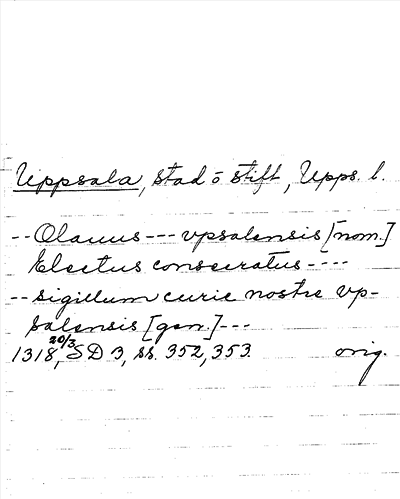 Uppsala, stad o stift, Upps. l.
-- Olauus --- vpsalensis [nom.]
Electus consecratus ----
-- sigillum curie nostre vp-
salensis [gen.] ---
1318, 20/3 SD 3, ss. 352, 353. orig.